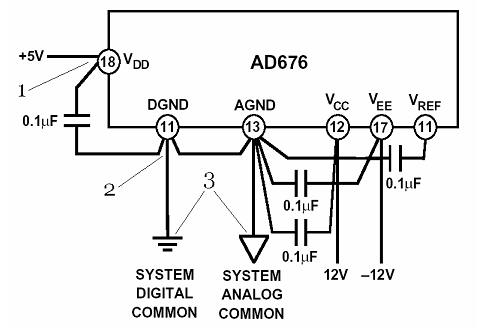 +5V
18
VDD
AD676
1
0.1μF
DGND
AGND
VCC
VEE
VREF
11
13
12
17
11
2
3
0.1μF
0.1μF
0.1μF
SYSTEM
DIGITAL
COMMON
SYSTEM
ANALOG
COMMON
12V
–12V